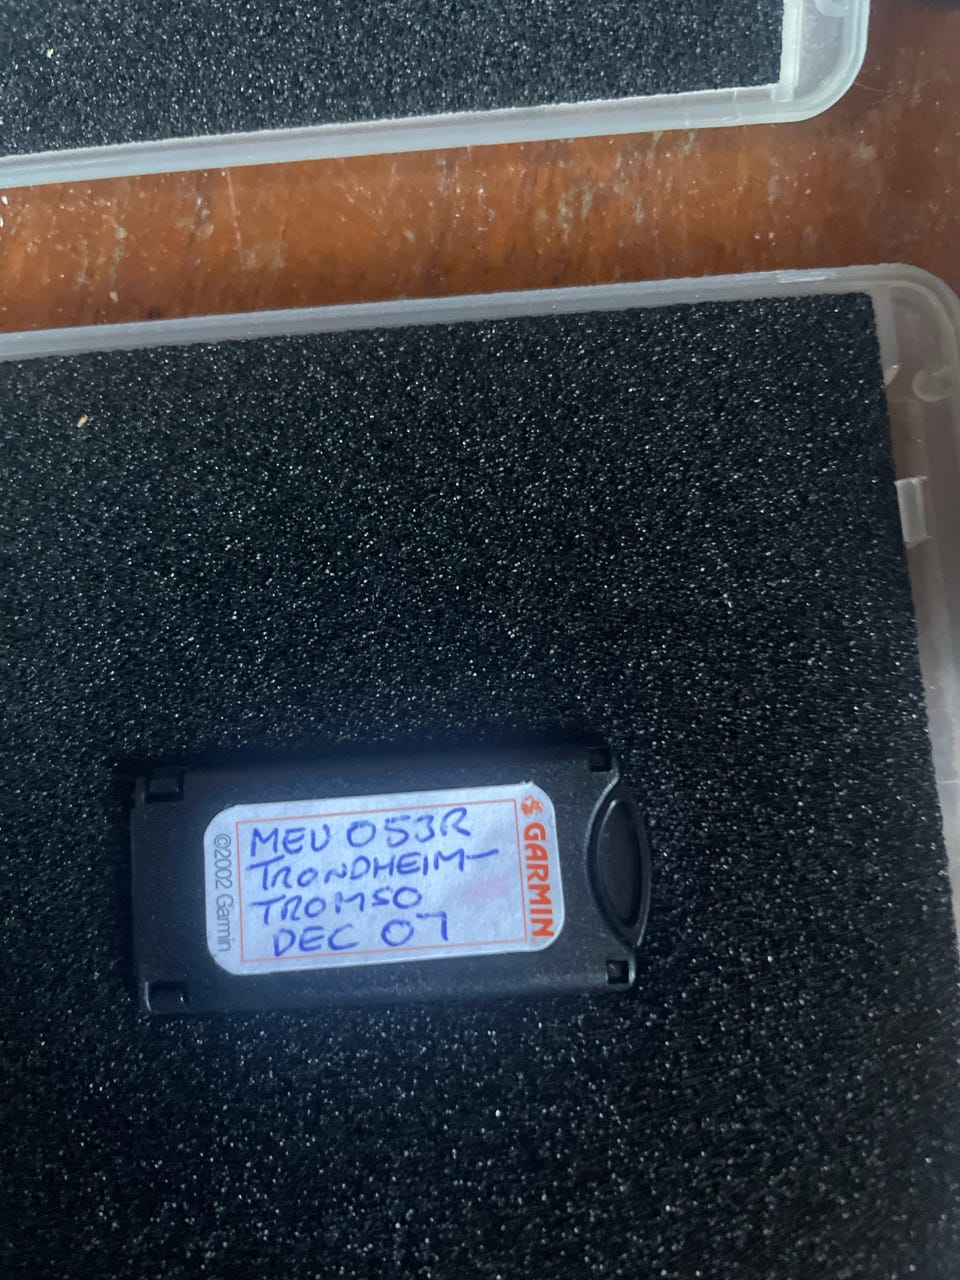 MEU 053R
TRONDHEIM-
TROMSO
DEC 07
GARMIN
©2002 Garmin